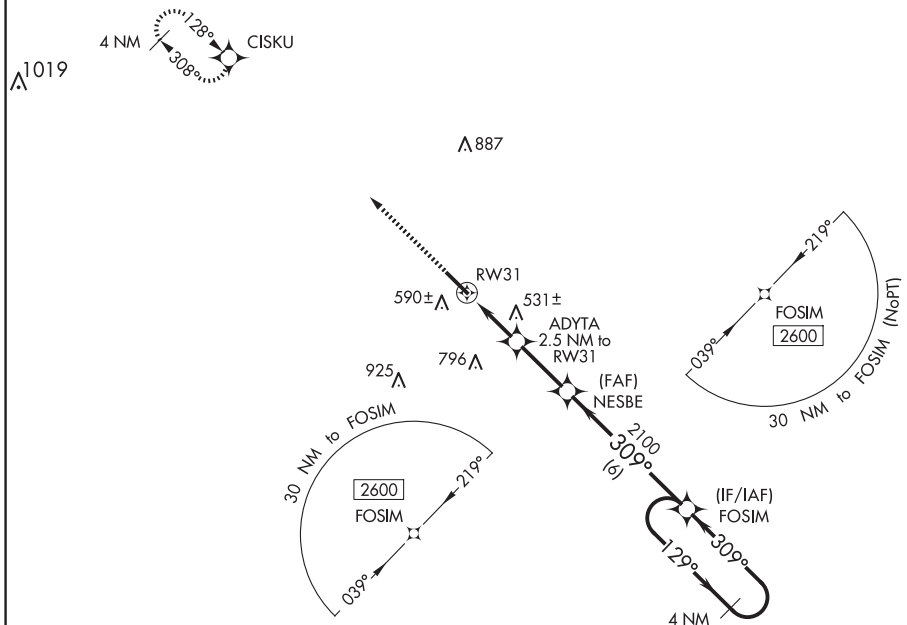 128°
4 NM
CISKU
308°
1019
887
219°
RW31
590±
531±
FOSIM
2600
ADYTA
2.5 NM to
RW31
039°
796
925
(FAF)
NESBE
30 NM to FOSIM (NoPT)
30 NM to FOSIM
2100
309°
(6)
219°
2600
FOSIM
(IF/IAF)
FOSIM
309°
129°
039°
4 NM